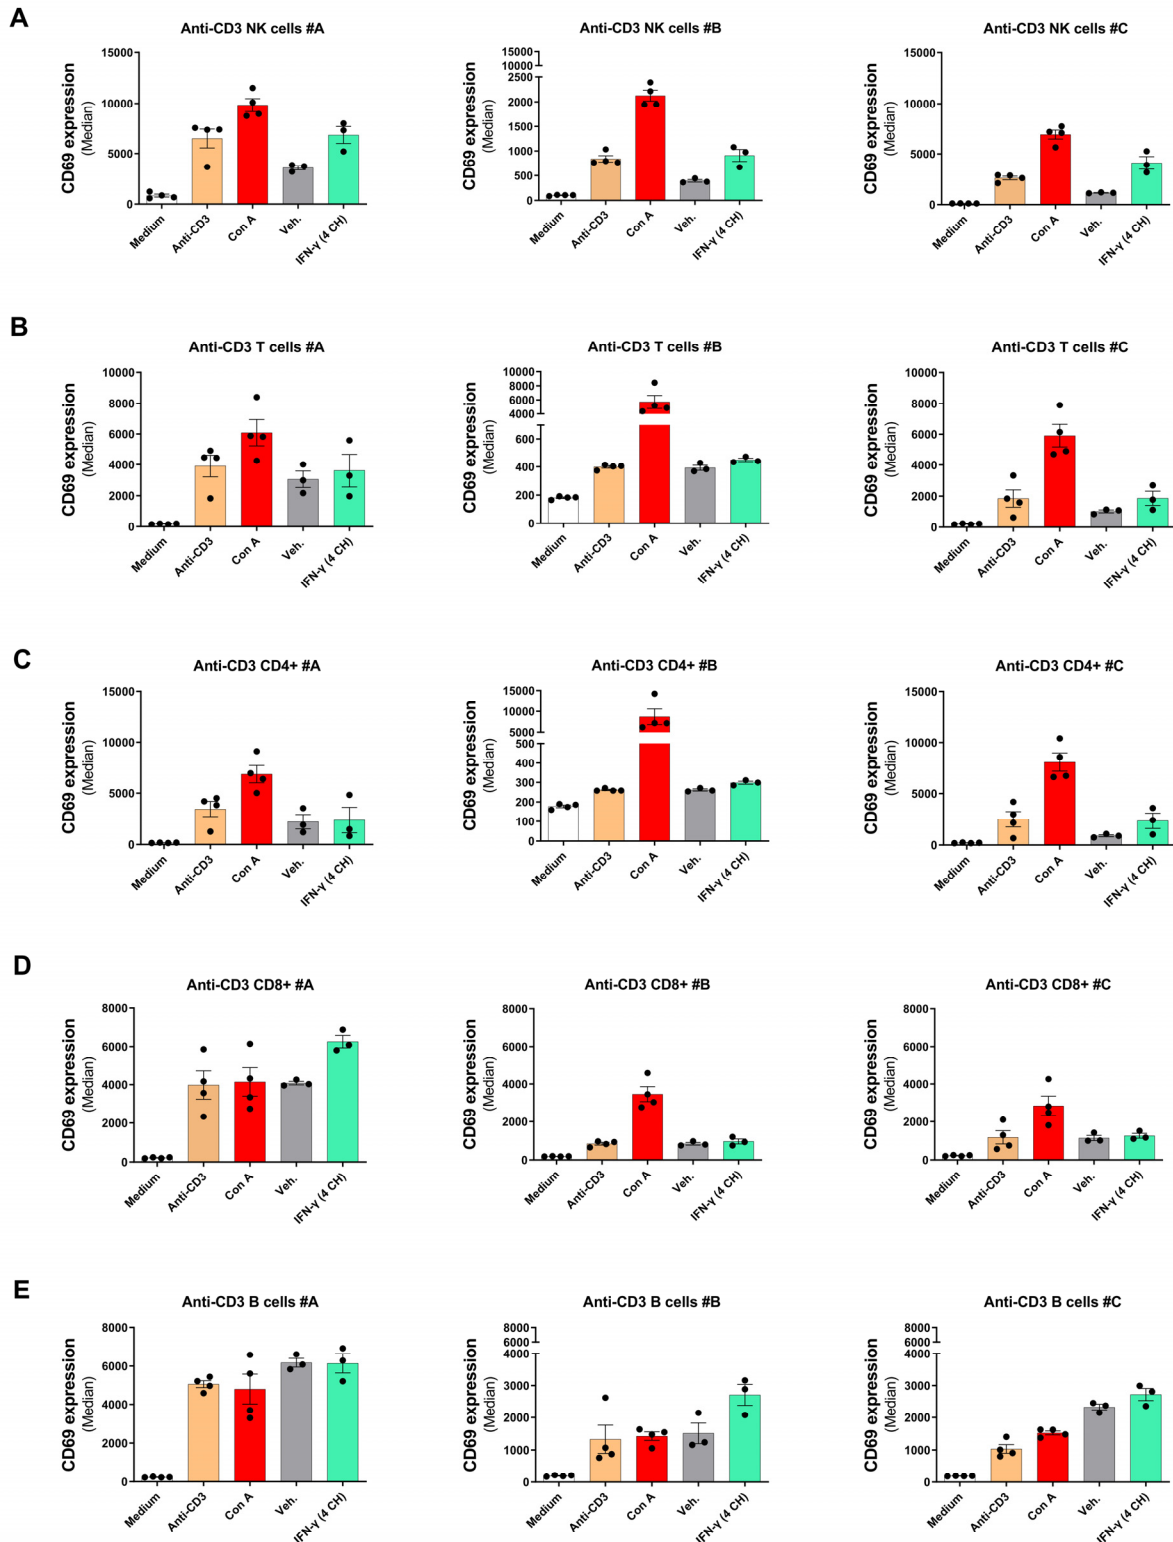 A
Anti-CD3 NK cells #A
CD69 expression
(Median)
15000
10000
5000
0
Medium
Anti-CD3
Con A
Veh.
IFN-γ (4 CH)
Anti-CD3 NK cells #B
CD69 expression
(Median)
15000
10000
2500
2000
1500
1000
500
0
Medium
Anti-CD3
Con A
Veh.
IFN-γ (4 CH)
Anti-CD3 NK cells #C
CD69 expression
(Median)
15000
10000
5000
0
Medium
Anti-CD3
Con A
Veh.
IFN-γ (4 CH)
B
Anti-CD3 T cells #A
CD69 expression
(Median)
10000
8000
6000
4000
2000
0
Medium
Anti-CD3
Con A
Veh.
IFN-γ (4 CH)
Anti-CD3 T cells #B
CD69 expression
(Median)
10000
8000
6000
4000
600
400
200
0
Medium
Anti-CD3
Con A
Veh.
IFN-γ (4 CH)
Anti-CD3 T cells #C
CD69 expression
(Median)
10000
8000
6000
4000
2000
0
Medium
Anti-CD3
Con A
Veh.
IFN-γ (4 CH)
C
Anti-CD3 CD4+ #A
CD69 expression
(Median)
15000
10000
5000
0
Medium
Anti-CD3
Con A
Veh.
IFN-γ (4 CH)
Anti-CD3 CD4+ #B
CD69 expression
(Median)
15000
10000
5000
500
400
300
200
100
0
Medium
Anti-CD3
Con A
Veh.
IFN-γ (4 CH)
Anti-CD3 CD4+ #C
CD69 expression
(Median)
15000
10000
5000
0
Medium
Anti-CD3
Con A
Veh.
IFN-γ (4 CH)
D
Anti-CD3 CD8+ #A
CD69 expression
(Median)
8000
6000
4000
2000
0
Medium
Anti-CD3
Con A
Veh.
IFN-γ (4 CH)
Anti-CD3 CD8+ #B
CD69 expression
(Median)
8000
6000
4000
2000
0
Medium
Anti-CD3
Con A
Veh.
IFN-γ (4 CH)
Anti-CD3 CD8+ #C
CD69 expression
(Median)
8000
6000
4000
2000
0
Medium
Anti-CD3
Con A
Veh.
IFN-γ (4 CH)
E
Anti-CD3 B cells #A
CD69 expression
(Median)
8000
6000
4000
2000
0
Medium
Anti-CD3
Con A
Veh.
IFN-γ (4 CH)
Anti-CD3 B cells #B
CD69 expression
(Median)
8000
6000
4000
3000
2000
1000
0
Medium
Anti-CD3
Con A
Veh.
IFN-γ (4 CH)
Anti-CD3 B cells #C
CD69 expression
(Median)
8000
6000
4000
3000
2000
1000
0
Medium
Anti-CD3
Con A
Veh.
IFN-γ (4 CH)